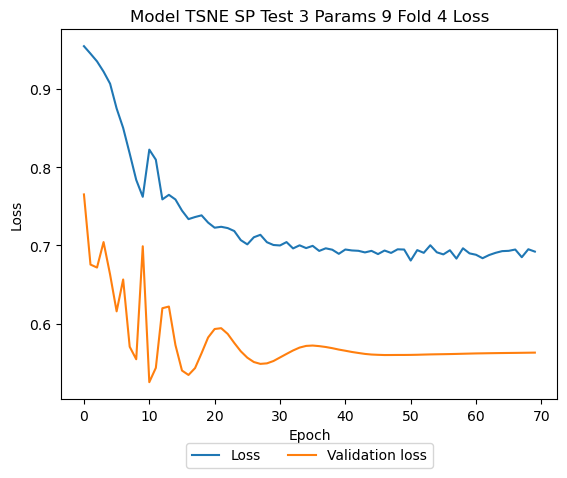 Model TSNE SP Test 3 Params 9 Fold 4 Loss
0.9
0.8
0.7
0.6
Loss
0 10 20 30 40 50 60 70
Epoch
Loss Validation loss